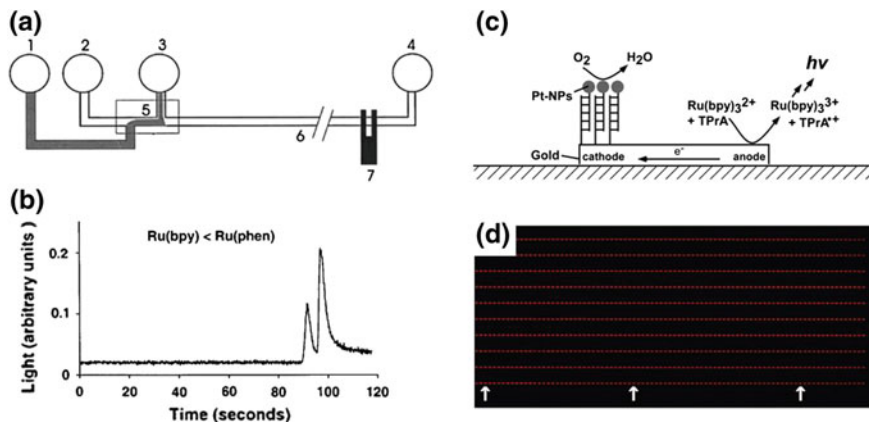 (a)
1 2 3 4
5
6
7
(b)
Ru(bpy) < Ru(phen)
Light (arbitrary units )
0.2
0.1
0
0 20 40 60 80 100 120
Time (seconds)
(c)
O2 H2O
hv
Pt-NPs
Ru(bpy)3 2+ Ru(bpy)3 3+
+ TPrA + TPrA•+
Gold cathode e- anode
(d)